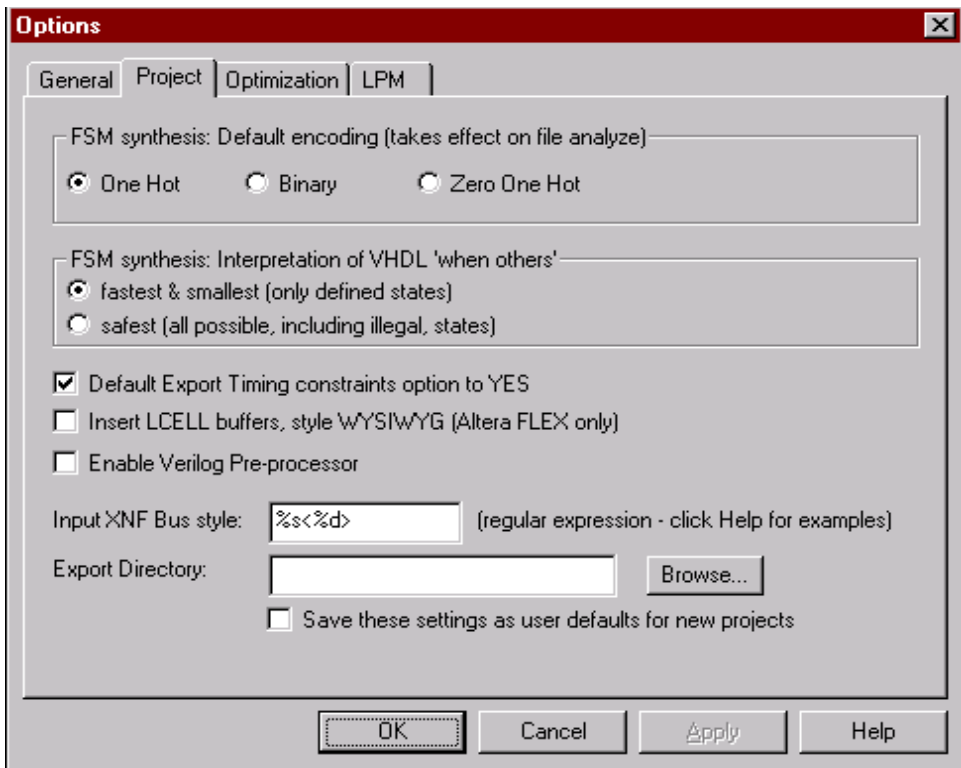 Options
General Project Optimization LPM
FSM synthesis: Default encoding (takes effect on file analyze)
One Hot Binary Zero One Hot
FSM synthesis: Interpretation of VHDL 'when others'
fastest & smallest (only defined states)
safest (all possible, including illegal, states)
Default Export Timing constraints option to YES
Insert LCELL buffers, style WYSIWYG (Altera FLEX only)
Enable Verilog Pre-processor
Input XNF Bus style: %s<%d> (regular expression - click Help for examples)
Export Directory: Browse...
Save these settings as user defaults for new projects
OK Cancel Apply Help